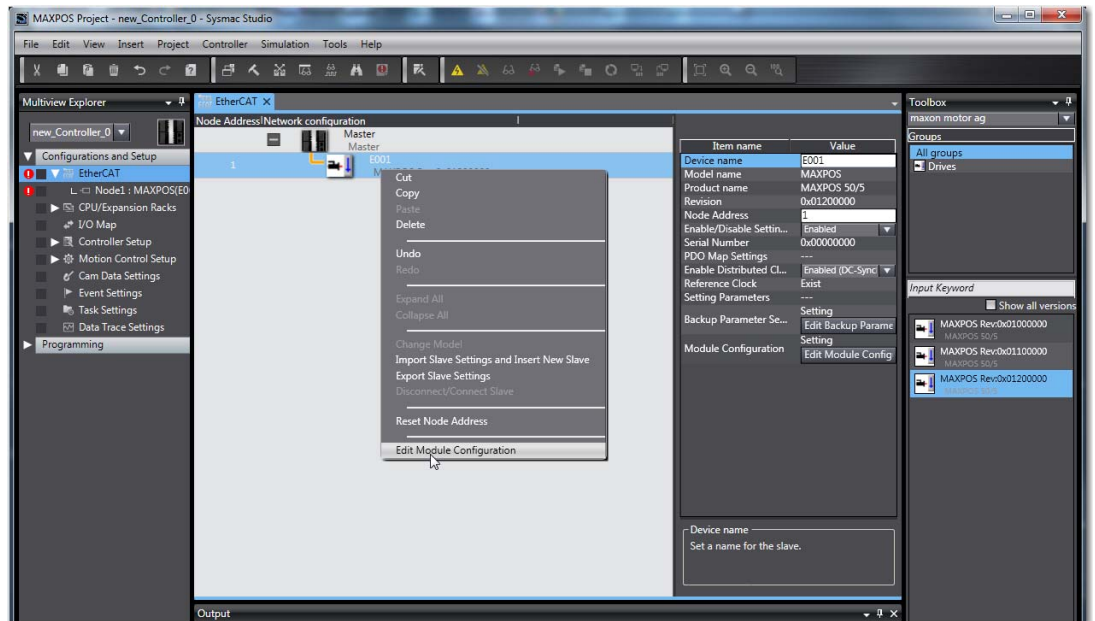 MAXPOS Project - new_Controller_0 - Sysmac Studio
File Edit View Insert Project Controller Simulation Tools Help
Multiview Explorer
new_Controller_0
Configurations and Setup
EtherCAT
Node1 : MAXPOS(E0
CPU/Expansion Racks
I/O Map
Controller Setup
Motion Control Setup
Cam Data Settings
Event Settings
Task Settings
Data Trace Settings
Programming
EtherCAT
Node Address Network configuration
Master
Master
1
E001
Cut
Copy
Paste
Delete
Undo
Redo
Expand All
Collapse All
Change Model
Import Slave Settings and Insert New Slave
Export Slave Settings
Disconnect/Connect Slave
Reset Node Address
Edit Module Configuration
Item name Value
Device name E001
Model name MAXPOS
Product name MAXPOS 50/5
Revision 0x01200000
Node Address 1
Enable/Disable Settin... Enabled
Serial Number 0x00000000
PDO Map Settings ---
Enable Distributed Cl... Enabled (DC-Sync
Reference Clock Exist
Setting Parameters ---
Backup Parameter Se... Setting
Edit Backup Parame
Module Configuration Setting
Edit Module Config
Device name
Set a name for the slave.
Output
Toolbox
maxon motor ag
Groups
All groups
Drives
Input Keyword
Show all versions
MAXPOS Rev:0x01000000
MAXPOS 50/5
MAXPOS Rev:0x01100000
MAXPOS 50/5
MAXPOS Rev:0x01200000
MAXPOS 50/5